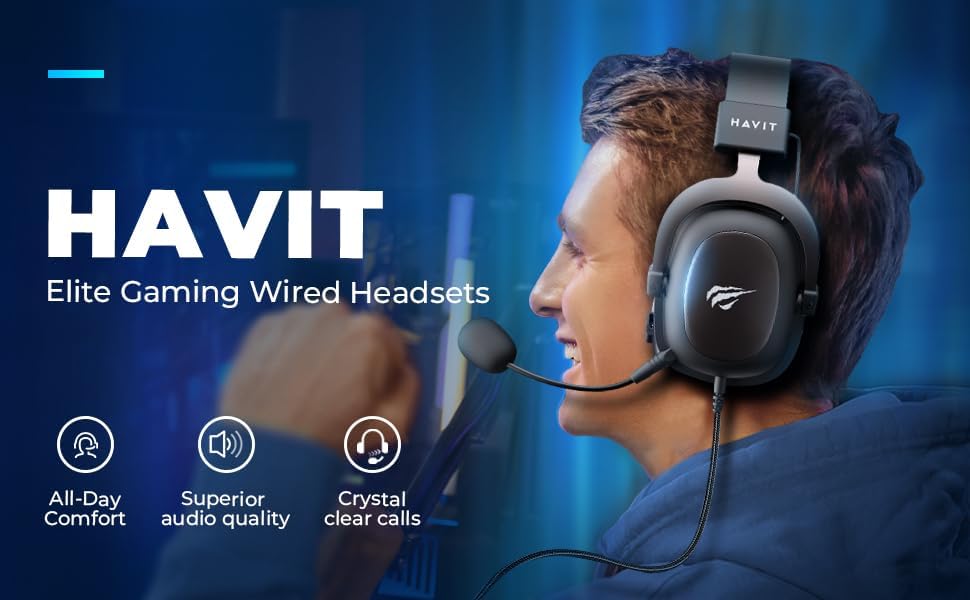 HAVIT
HAVIT
Elite Gaming Wired Headsets
All-Day
Comfort
Superior
audio quality
Crystal
clear calls